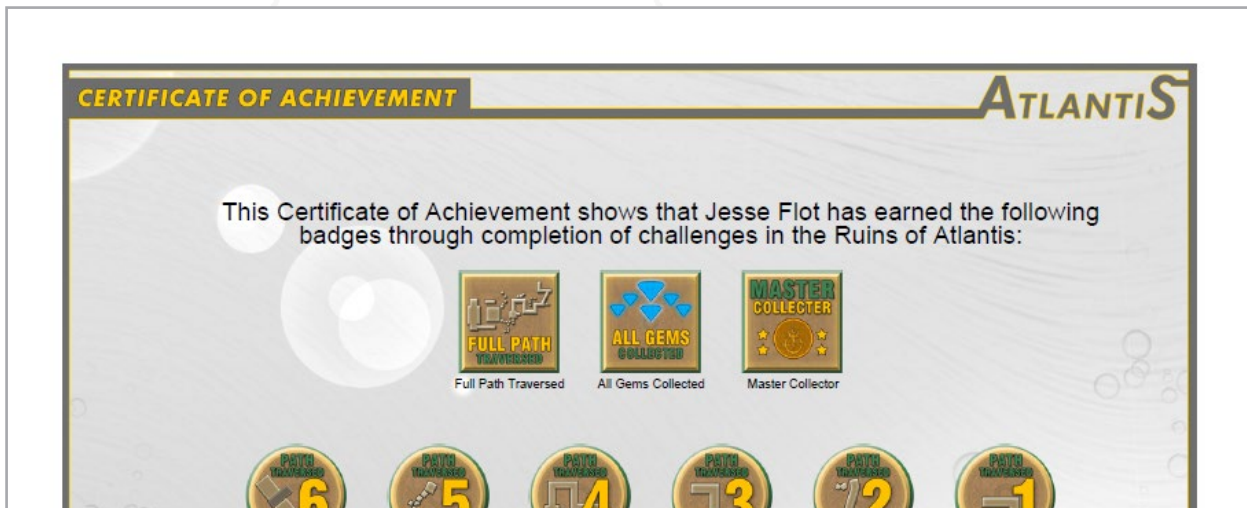 CERTIFICATE OF ACHIEVEMENT
ATLANTIS
This Certificate of Achievement shows that Jesse Flot has earned the following
badges through completion of challenges in the Ruins of Atlantis:
FULL PATH
TRAVERSED
ALL GEMS
COLLECTED
MASTER
COLLECTER
Full Path Traversed
All Gems Collected
Master Collector
PATH
TRAVERSED
6
PATH
TRAVERSED
5
PATH
TRAVERSED
4
PATH
TRAVERSED
3
PATH
TRAVERSED
2
PATH
TRAVERSED
1